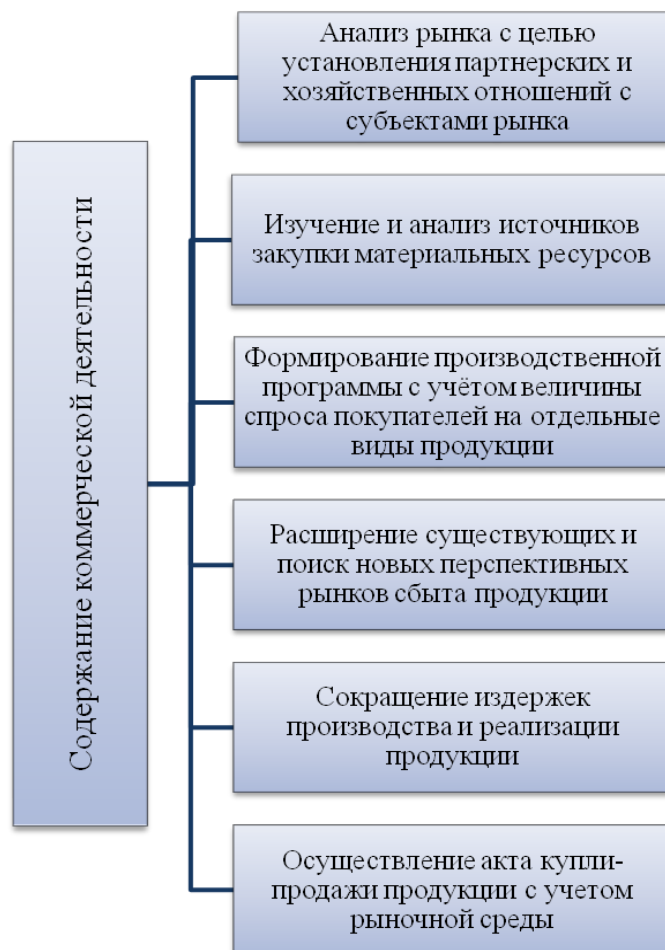 Содержание коммерческой деятельности
Анализ рынка с целью
установления партнерских и
хозяйственных отношений с
субъектами рынка
Изучение и анализ источников
закупки материальных ресурсов
Формирование производственной
программы с учётом величины
спроса покупателей на отдельные
виды продукции
Расширение существующих и
поиск новых перспективных
рынков сбыта продукции
Сокращение издержек
производства и реализации
продукции
Осуществление акта купли-
продажи продукции с учетом
рыночной среды